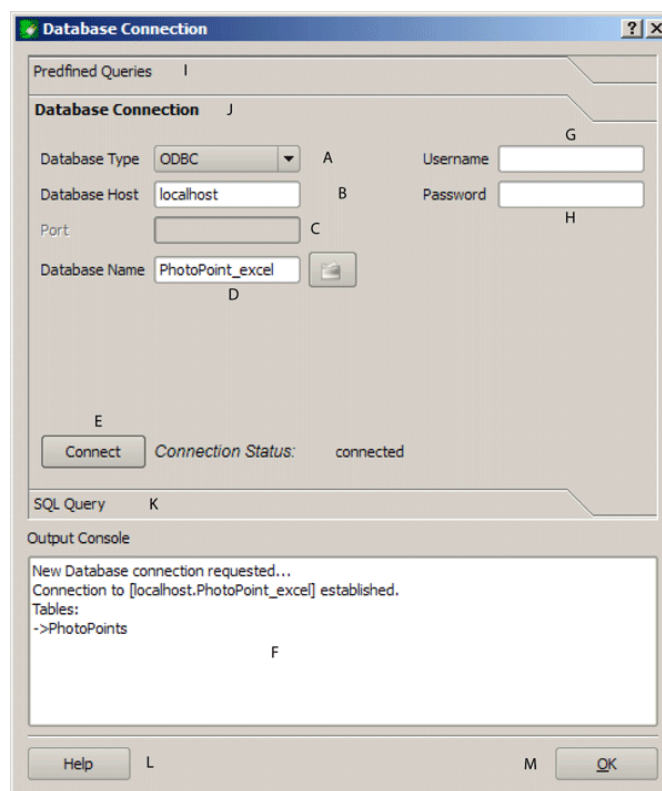 Database Connection
Predfined Queries I
Database Connection J
G
Database Type ODBC A Username
Database Host localhost B Password
H
Port C
Database Name PhotoPoint_excel
D
E
Connect Connection Status: connected
SQL Query K
Output Console
New Database connection requested...
Connection to [localhost.PhotoPoint_excel] established.
Tables:
->PhotoPoints
F
Help L M OK